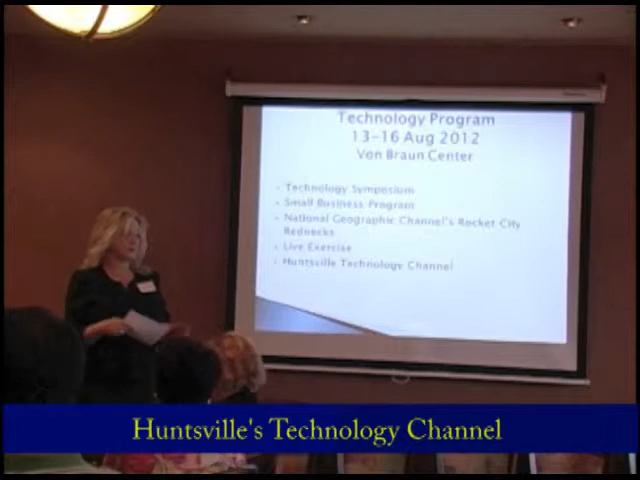 Technology Program
13-16 Aug 2012
Von Braun Center
Technology Symposium
Small Business Program
National Geographic Channel's Rocket City
Rednecks
Live Exercise
Huntsville Technology Channel
Huntsville's Technology Channel